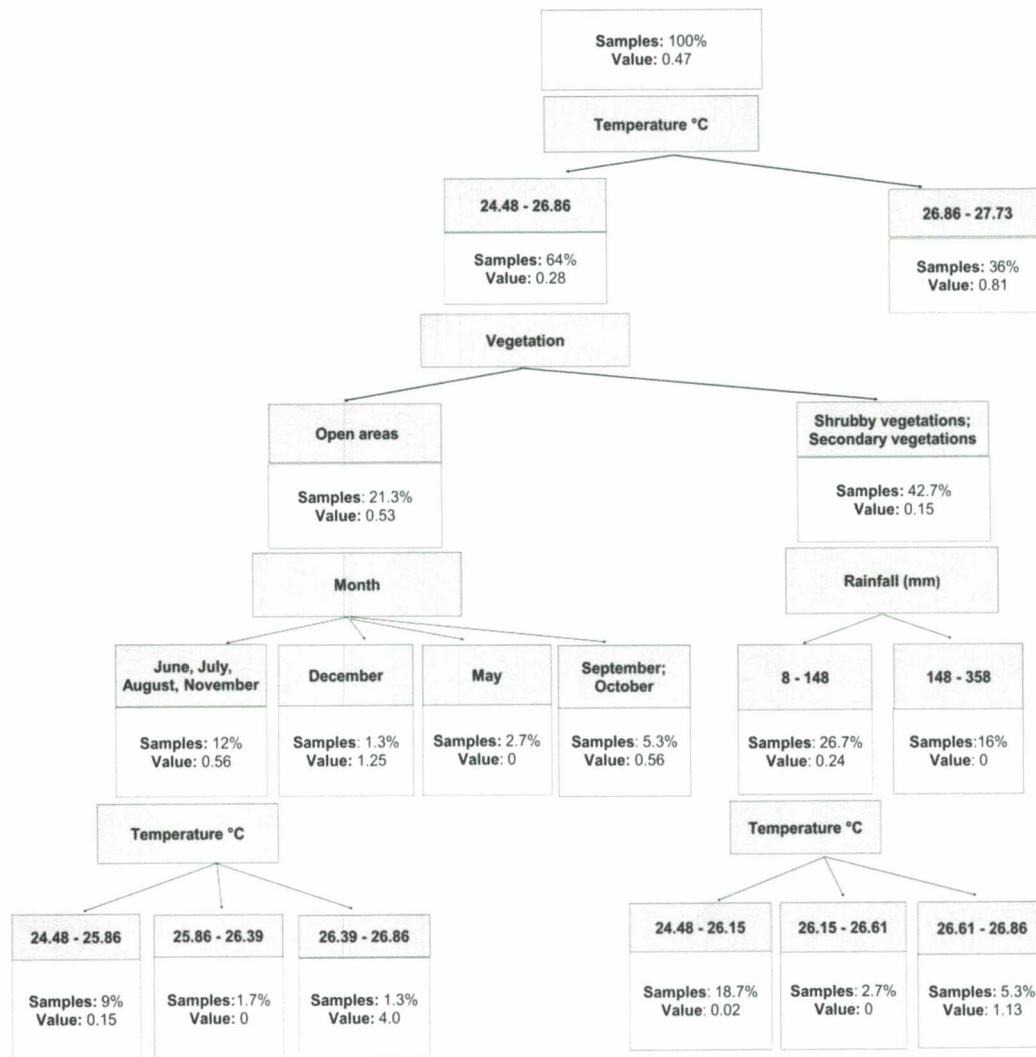 Samples: 100%
Value: 0.47
Temperature °C
24.48 - 26.86
Samples: 64%
Value: 0.28
26.86 - 27.73
Samples: 36%
Value: 0.81
Vegetation
Open areas
Samples: 21.3%
Value: 0.53
Shrubby vegetations;
Secondary vegetations
Samples: 42.7%
Value: 0.15
Month
Rainfall (mm)
June, July,
August, November
Samples: 12%
Value: 0.56
December
Samples: 1.3%
Value: 1.25
May
Samples: 2.7%
Value: 0
September;
October
Samples: 5.3%
Value: 0.56
8 - 148
Samples: 26.7%
Value: 0.24
148 - 358
Samples:16%
Value: 0
Temperature °C
Temperature °C
24.48 - 25.86
Samples: 9%
Value: 0.15
25.86 - 26.39
Samples:1.7%
Value: 0
26.39 - 26.86
Samples: 1.3%
Value: 4.0
24.48 - 26.15
Samples: 18.7%
Value: 0.02
26.15 - 26.61
Samples: 2.7%
Value: 0
26.61 - 26.86
Samples: 5.3%
Value: 1.13